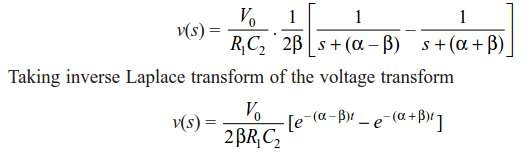 v(s) = V₀/R₁C₂ . 1/2β [1/s + (α – β) – 1/s + (α + β)]
Taking inverse Laplace transform of the voltage transform
v(s) = V₀/2βR₁C₂ [e^–(α – β)t – e^–(α + β)t]